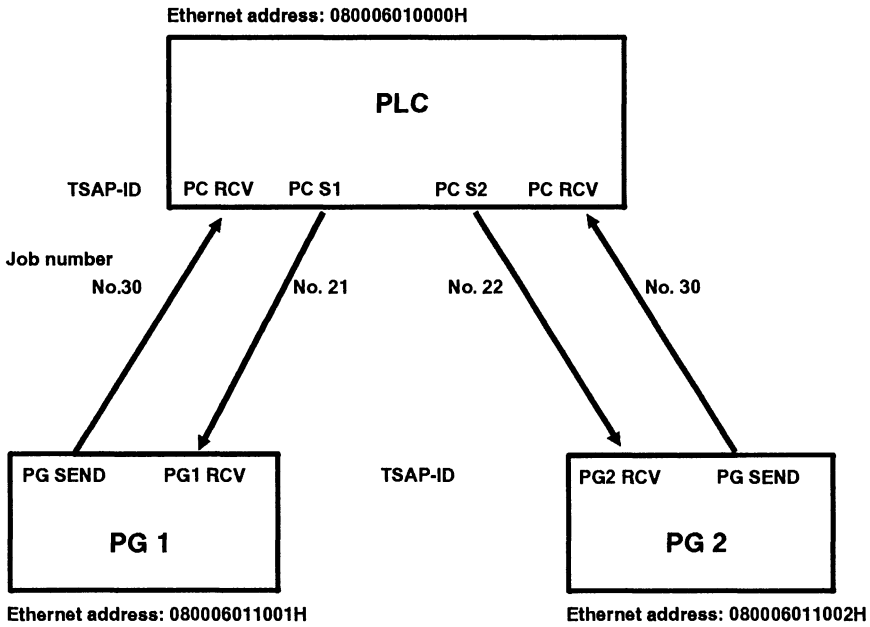 Ethernet address: 080006010000H
PLC
TSAP-ID PC RCV PC S1 PC S2 PC RCV
Job number
No.30 No. 21 No. 22 No. 30
PG SEND PG1 RCV TSAP-ID PG2 RCV PG SEND
PG 1 PG 2
Ethernet address: 080006011001H Ethernet address: 080006011002H